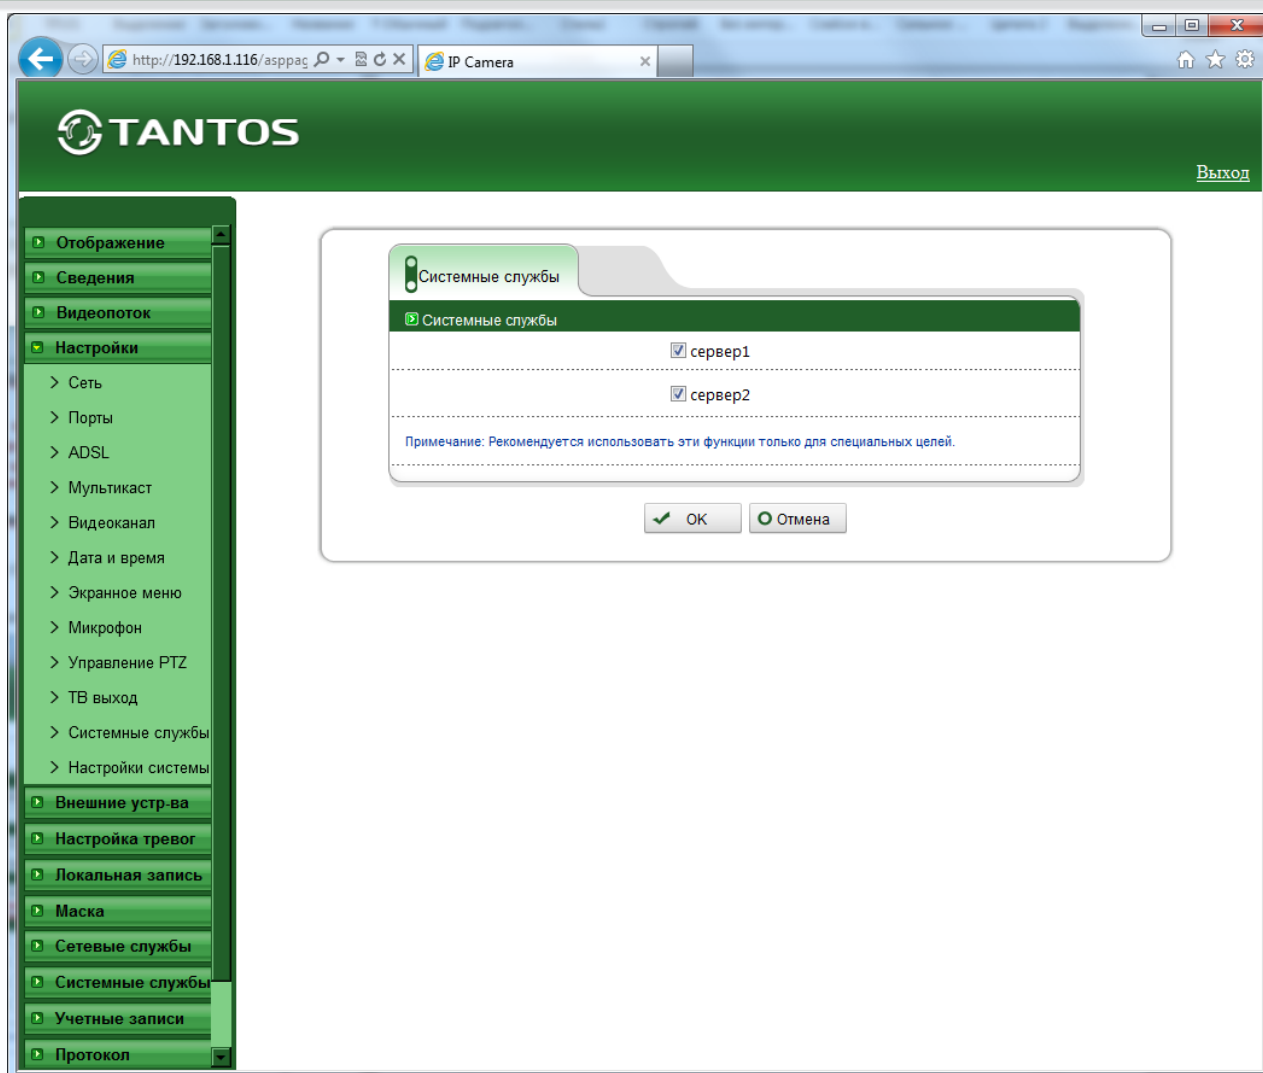 http://192.168.1.116/asppag
IP Camera
TANTOS
Выход
Отображение
Сведения
Видеопоток
Настройки
Сеть
Порты
ADSL
Мультикаст
Видеоканал
Дата и время
Экранное меню
Микрофон
Управление PTZ
ТВ выход
Системные службы
Настройки системы
Внешние устр-ва
Настройка тревог
Локальная запись
Маска
Сетевые службы
Системные службы
Учетные записи
Протокол
Системные службы
Системные службы
сервер1
сервер2
Примечание: Рекомендуется использовать эти функции только для специальных целей.
OK
Отмена